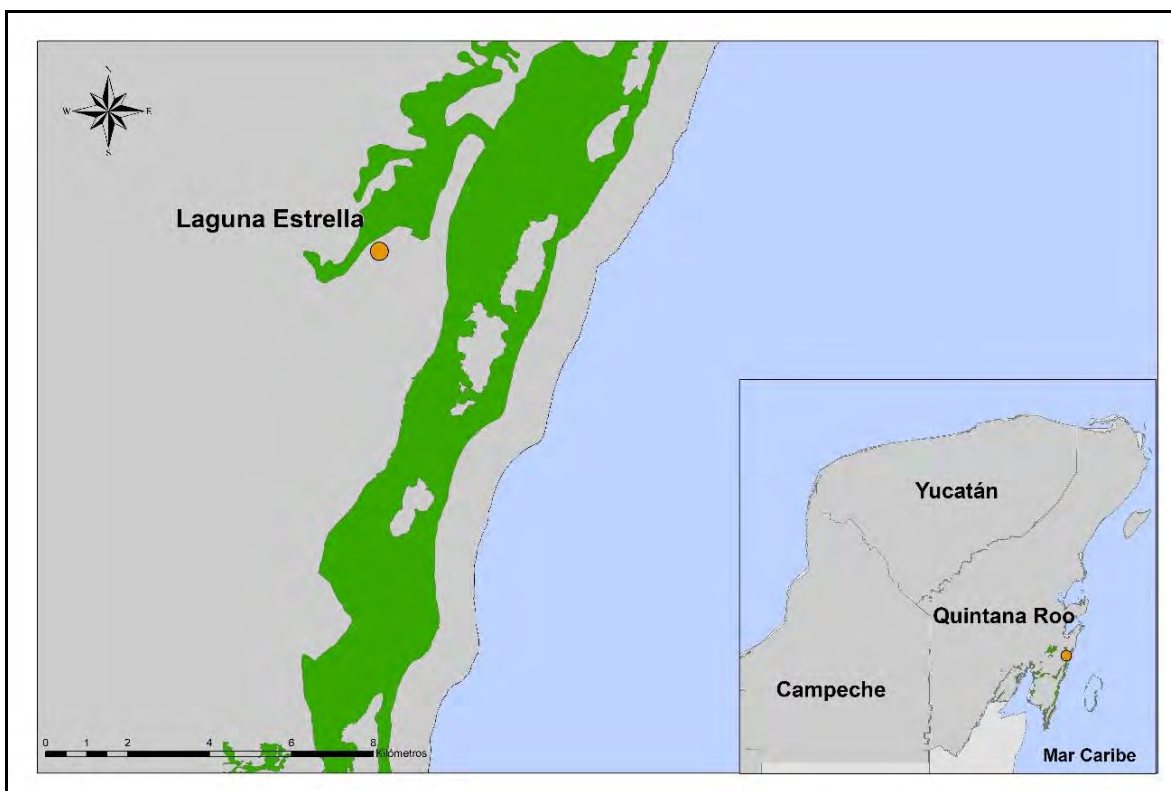 N
W E
S
Laguna Estrella
Yucatán
Quintana Roo
Campeche
Mar Caribe
0 1 2 4 6 8
Kilómetros